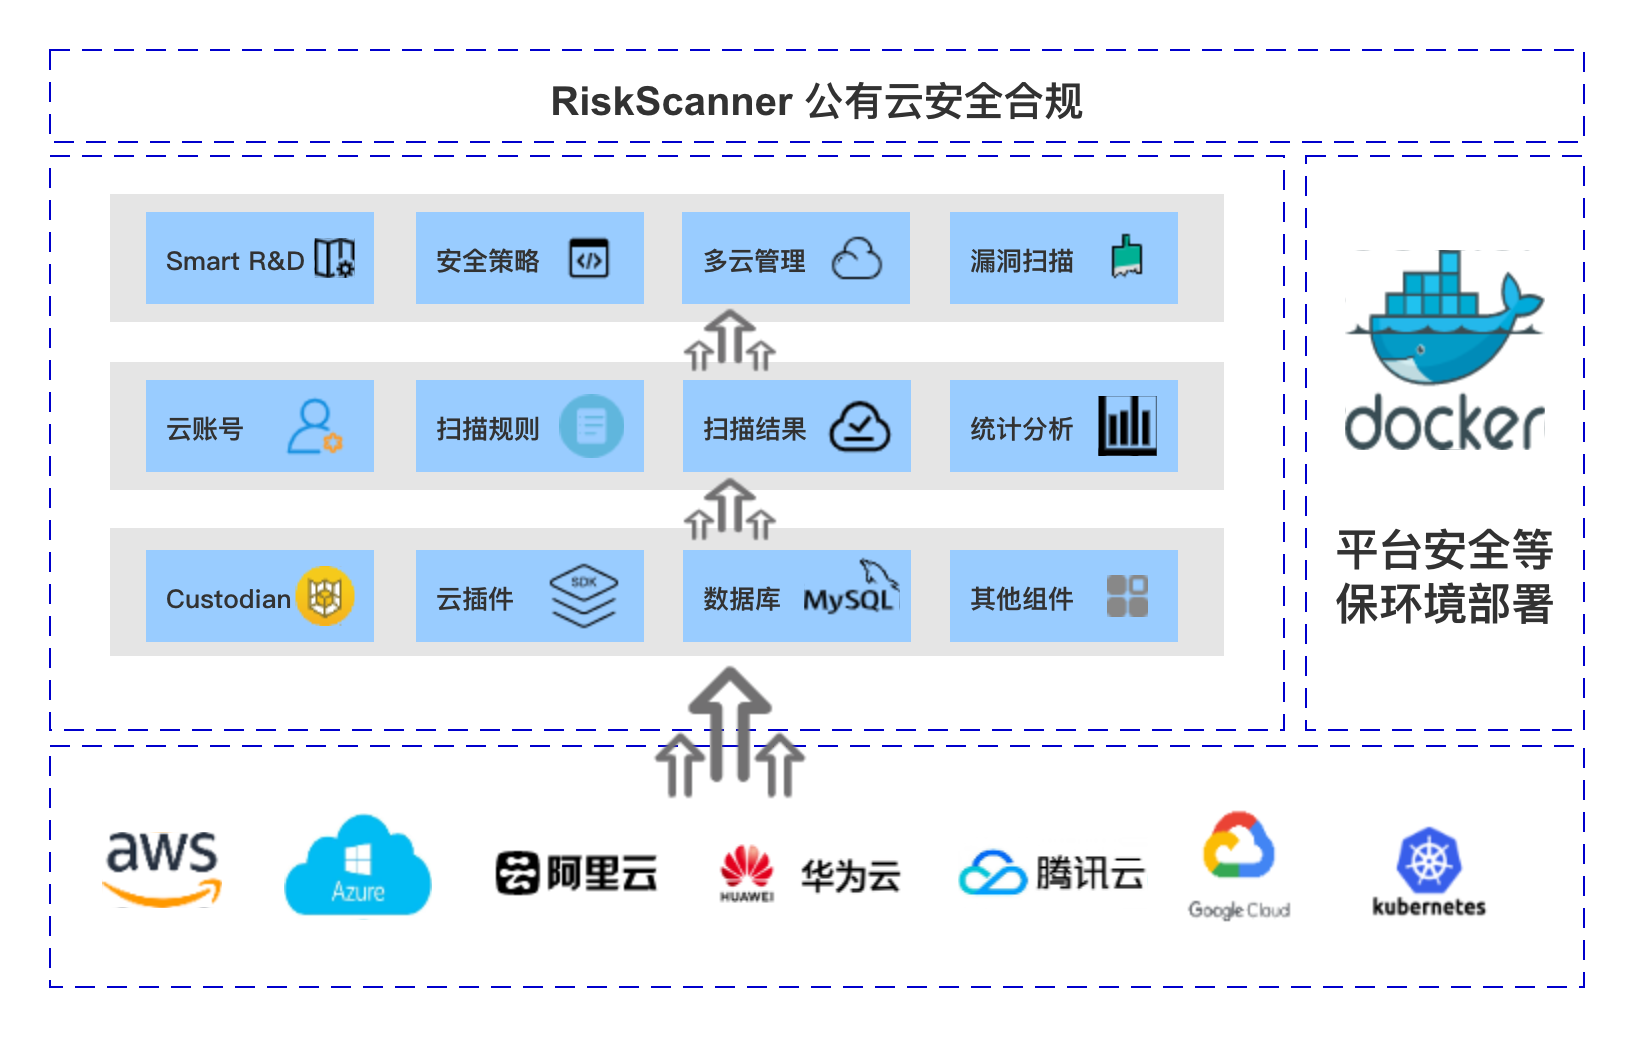 RiskScanner 公有云安全合规
Smart R&D
安全策略
多云管理
漏洞扫描
云账号
扫描规则
扫描结果
统计分析
Custodian
云插件
SDK
数据库
MySQL
其他组件
docker
平台安全等
保环境部署
aws
Azure
阿里云
HUAWEI
华为云
腾讯云
Google Cloud
kubernetes